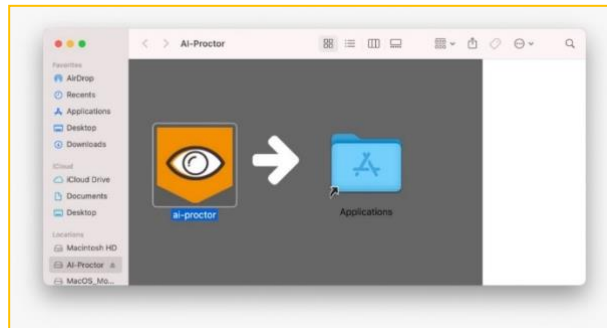 AI-Proctor
Favorites
AirDrop
Recents
Applications
Desktop
Downloads
iCloud
iCloud Drive
Documents
Desktop
Locations
Macintosh HD
AI-Proctor
MacOS_Mo...
ai-proctor
Applications